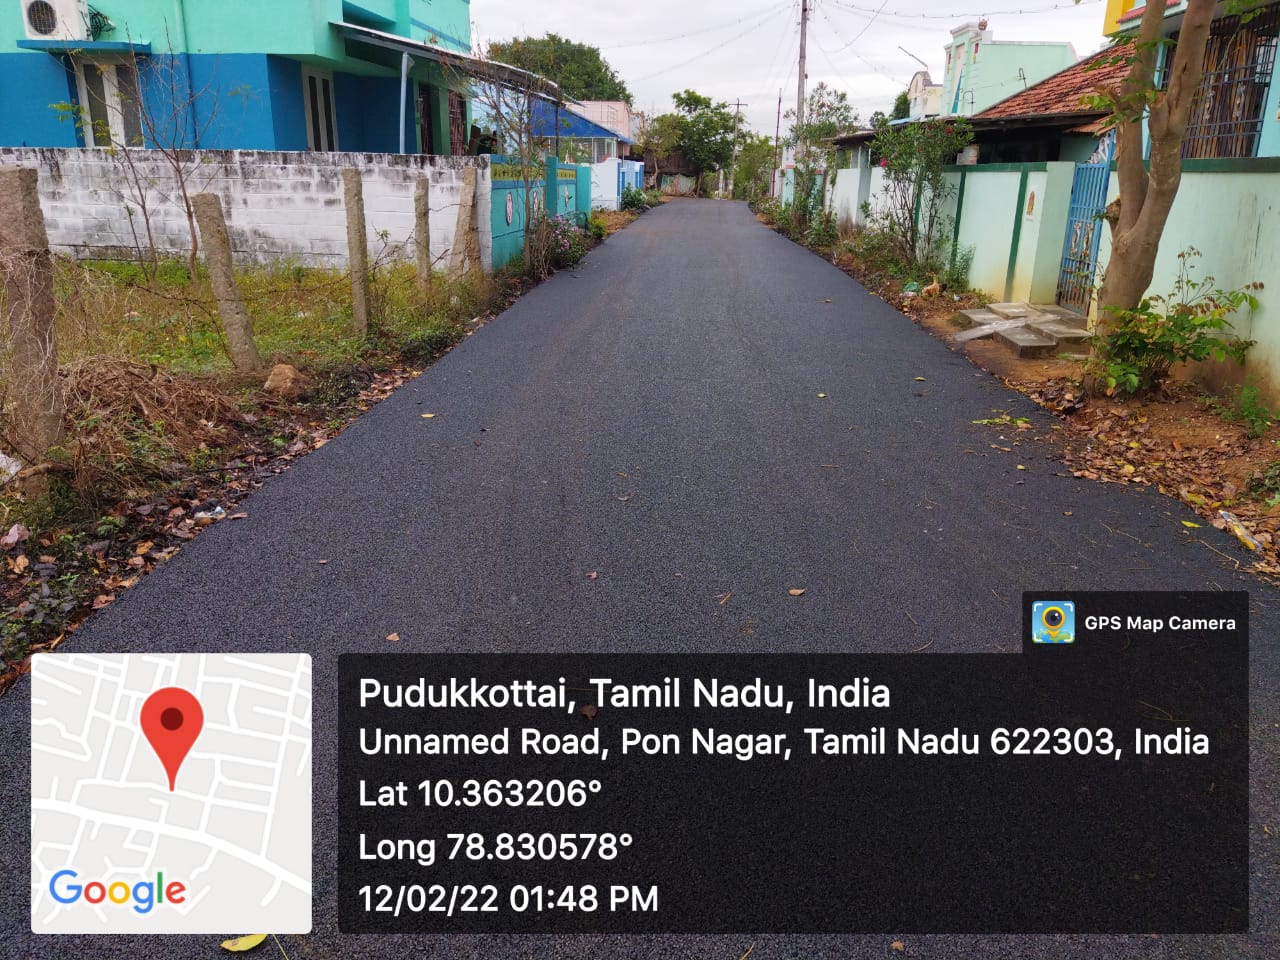 GPS Map Camera
Pudukkottai, Tamil Nadu, India
Unnamed Road, Pon Nagar, Tamil Nadu 622303, India
Lat 10.363206°
Long 78.830578°
12/02/22 01:48 PM
Google